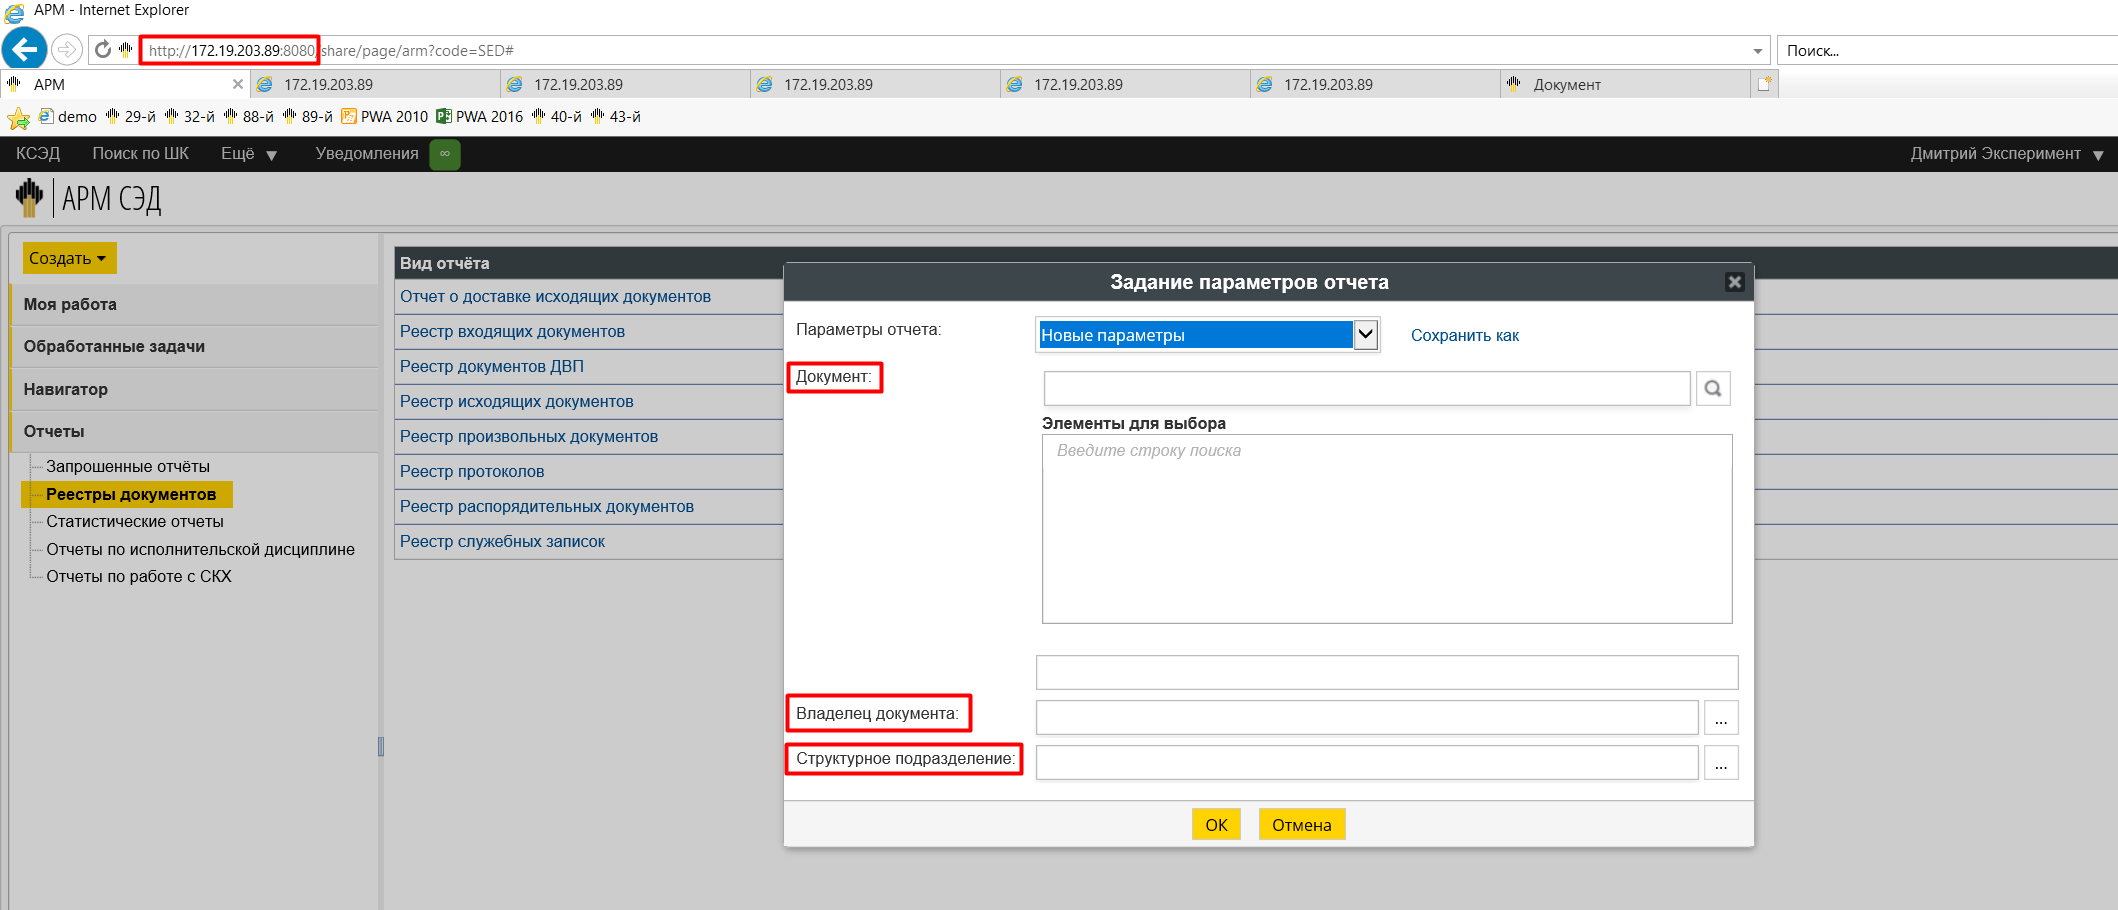 АРМ - Internet Explorer
http://172.19.203.89:8080/share/page/arm?code=SED#
Поиск...
АРМ
172.19.203.89
172.19.203.89
172.19.203.89
172.19.203.89
172.19.203.89
Документ
demo 29-й 32-й 88-й 89-й PWA 2010 PWA 2016 40-й 43-й
КСЭД Поиск по ШК Ещё Уведомления ∞ Дмитрий Эксперимент
АРМ СЭД
Создать
Моя работа
Обработанные задачи
Навигатор
Отчеты
Запрошенные отчёты
Реестры документов
Статистические отчеты
Отчеты по исполнительской дисциплине
Отчеты по работе с СКХ
Вид отчёта
Отчет о доставке исходящих документов
Реестр входящих документов
Реестр документов ДВП
Реестр исходящих документов
Реестр произвольных документов
Реестр протоколов
Реестр распорядительных документов
Реестр служебных записок
Задание параметров отчета
Параметры отчета: Новые параметры Сохранить как
Документ:
Элементы для выбора
Введите строку поиска
Владелец документа: ...
Структурное подразделение: ...
ОК Отмена